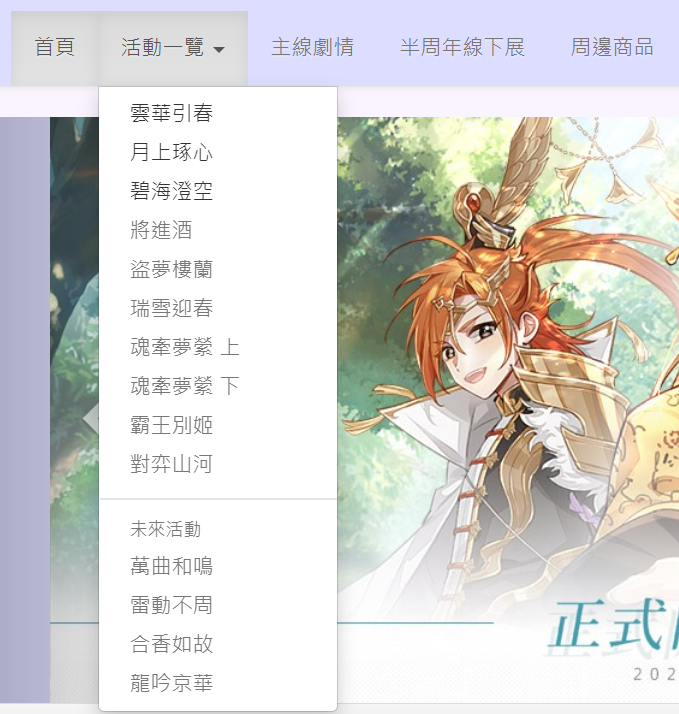 首頁 活動一覽 主線劇情 半周年線下展 周邊商品
雲華引春
月上琢心
碧海澄空
將進酒
盜夢樓蘭
瑞雪迎春
魂牽夢縈 上
魂牽夢縈 下
霸王別姬
對弈山河
未來活動
萬曲和鳴
雷動不周
合香如故
龍吟京華
正式
202